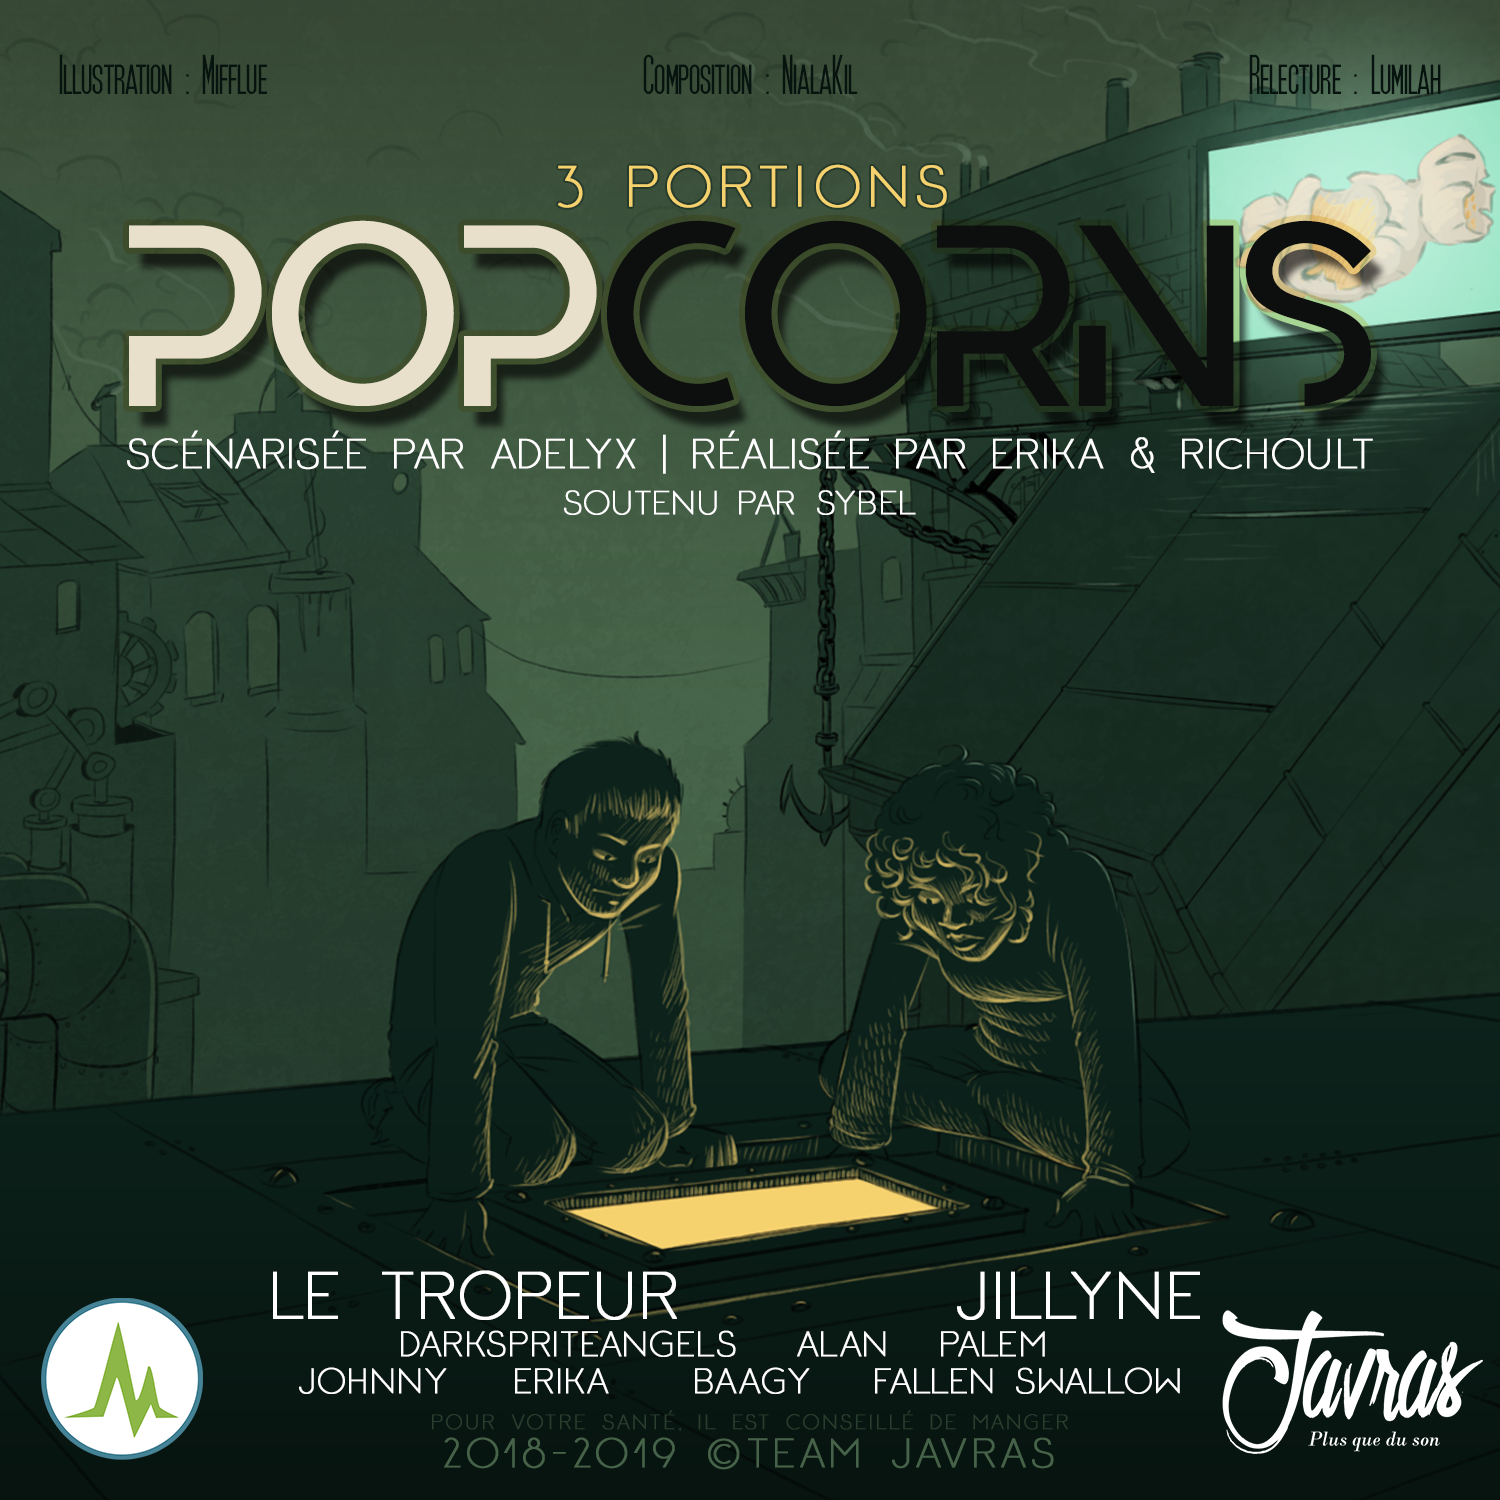 Illustration : Mifflue
Composition : NialaKil
Relecture : Lumilah
3 PORTIONS
POPCORNS
SCÉNARISÉE PAR ADELYX | RÉALISÉE PAR ERIKA & RICHOULT
SOUTENU PAR SYBEL
LE TROPEUR JILLYNE
DARKSPRITEANGELS ALAN PALEM
JOHNNY ERIKA BAAGY FALLEN SWALLOW
POUR VOTRE SANTÉ, IL EST CONSEILLÉ DE MANGER
2018-2019 ©TEAM JAVRAS
Javras
Plus que du son